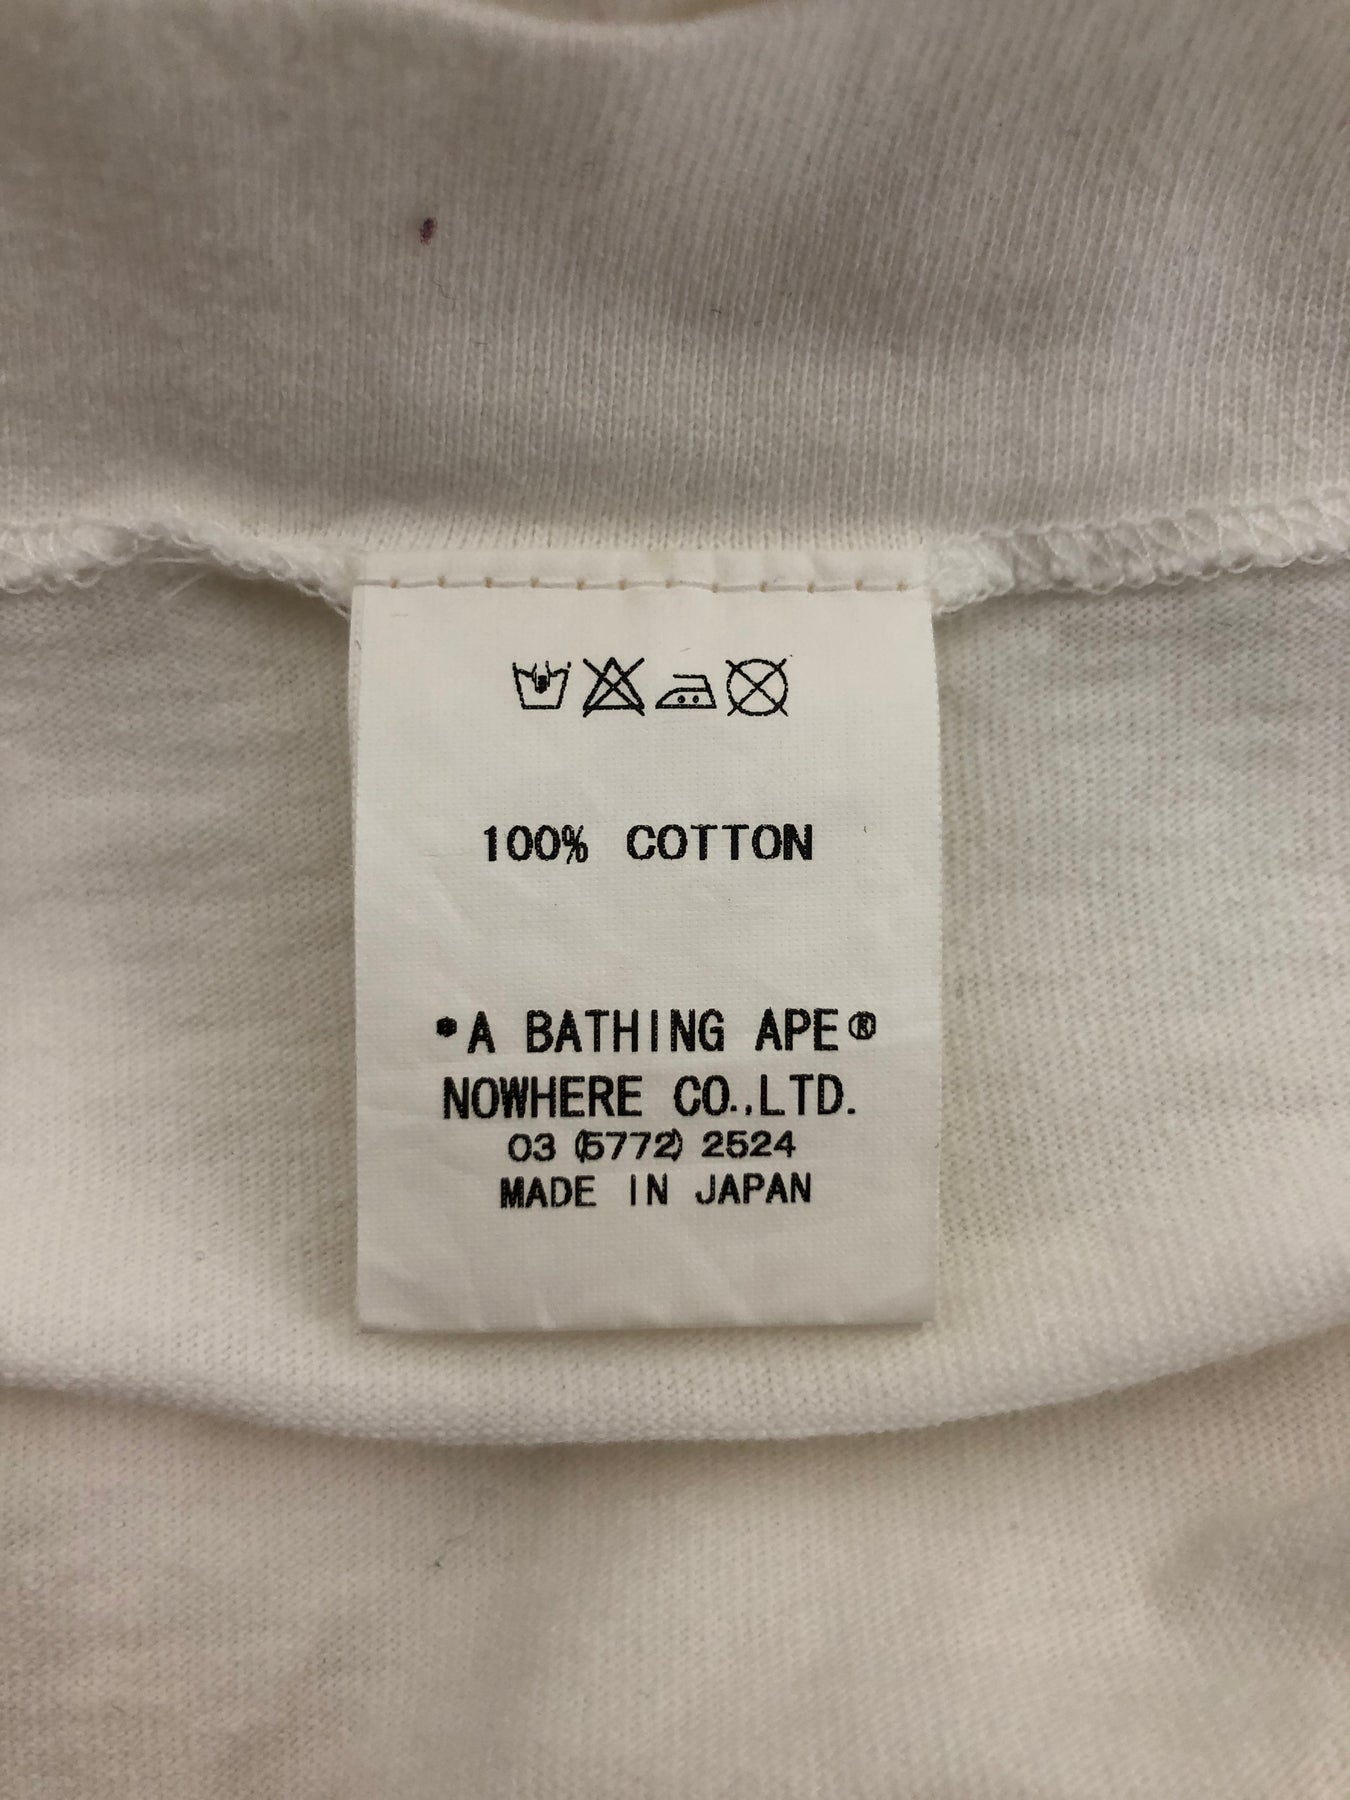 100% COTTON
*A BATHING APE®
NOWHERE CO.,LTD.
03 (5772) 2524
MADE IN JAPAN